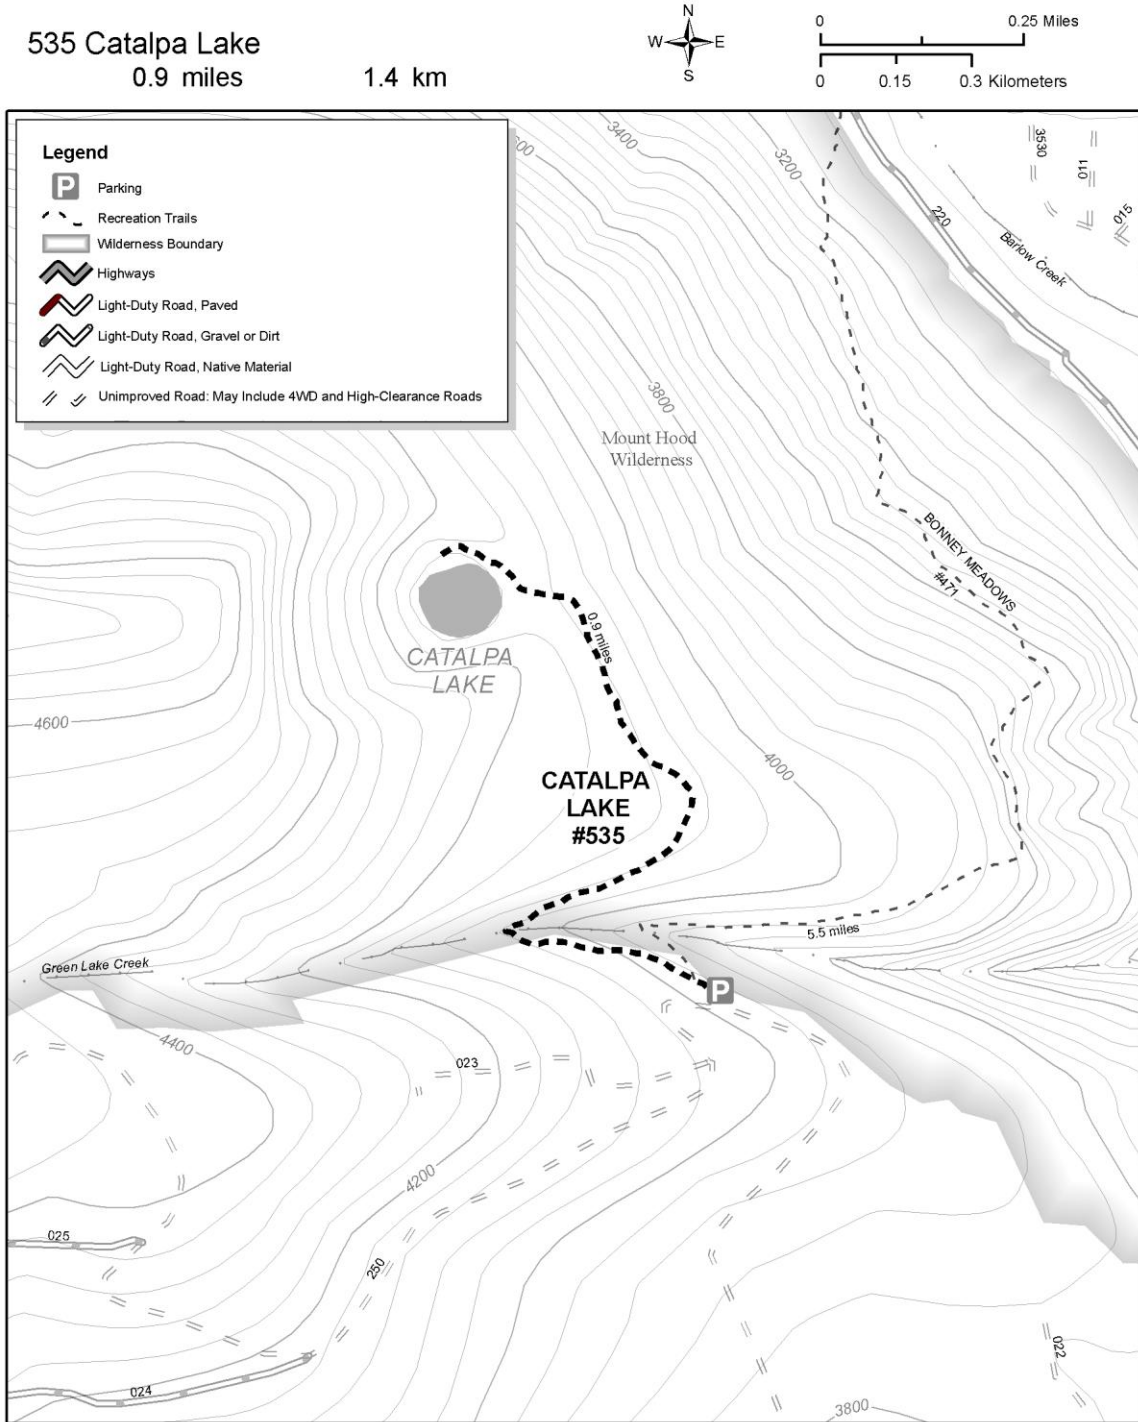 535 Catalpa Lake
0.9 miles 1.4 km
N
W E
S
0 0.25 Miles
0 0.15 0.3 Kilometers
Legend
P Parking
Recreation Trails
Wilderness Boundary
Highways
Light-Duty Road, Paved
Light-Duty Road, Gravel or Dirt
Light-Duty Road, Native Material
Unimproved Road: May Include 4WD and High-Clearance Roads
3400
3200
3530
011
015
220
Barlow Creek
3800
Mount Hood
Wilderness
BONNEY MEADOWS
#471
0.9 miles
CATALPA
LAKE
4600
4000
CATALPA
LAKE
#535
5.5 miles
Green Lake Creek
P
4400
023
4200
025
250
022
024
3800